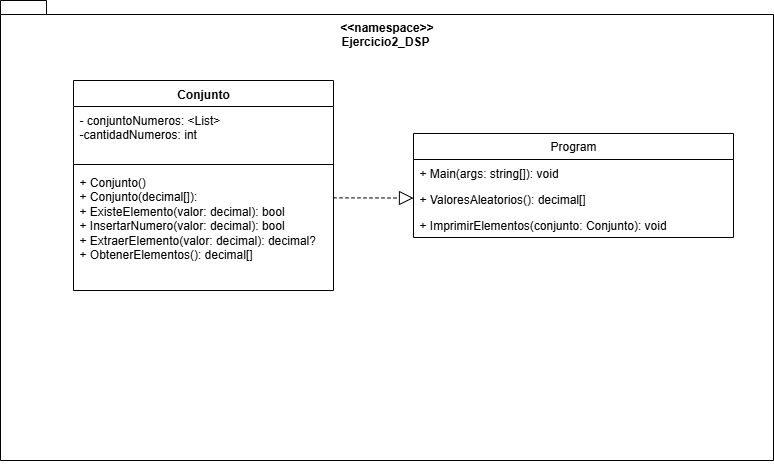 <<namespace>>
Ejercicio2_DSP
Conjunto
- conjuntoNumeros: <List>
-cantidadNumeros: int
+ Conjunto()
+ Conjunto(decimal[]):
+ ExisteElemento(valor: decimal): bool
+ InsertarNumero(valor: decimal): bool
+ ExtraerElemento(valor: decimal): decimal?
+ ObtenerElementos(): decimal[]
Program
+ Main(args: string[]): void
+ ValoresAleatorios(): decimal[]
+ ImprimirElementos(conjunto: Conjunto): void